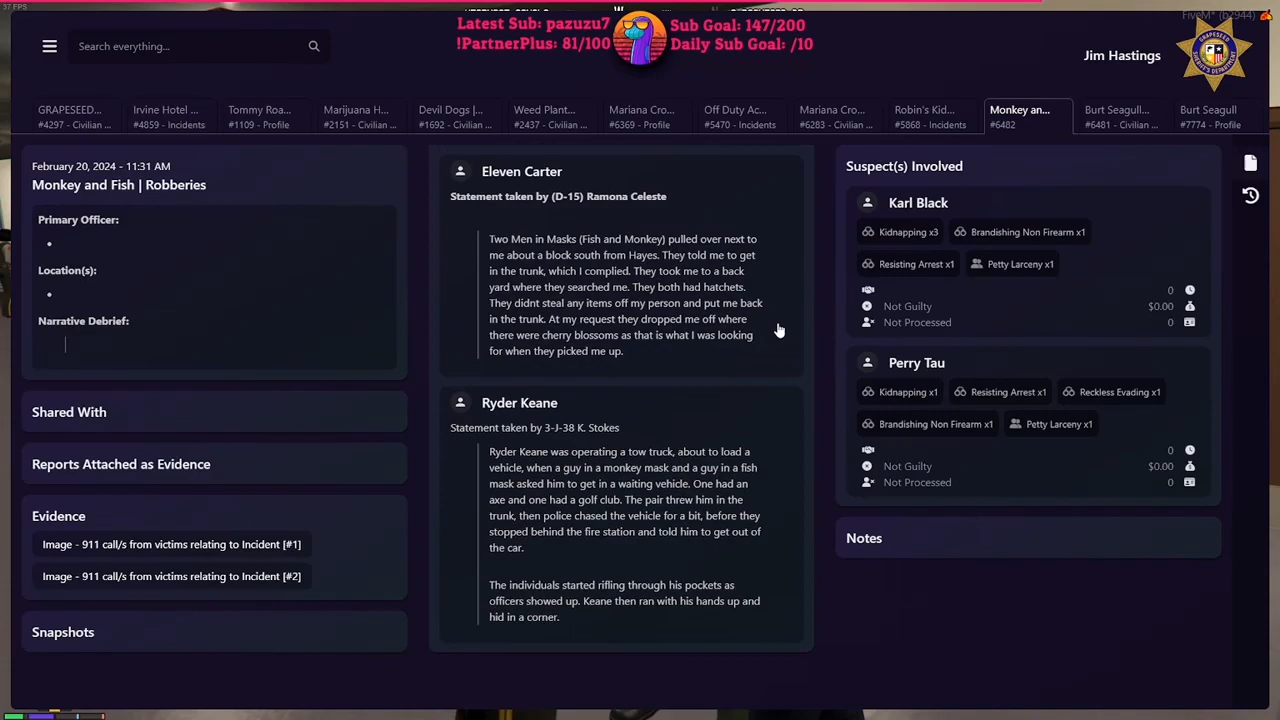 37 FPS
FiveM* (b2944)
Latest Sub: pazuzu7
!PartnerPlus: 81/100
Sub Goal: 147/200
Daily Sub Goal: /10
Search everything...
Jim Hastings
GRAPESEED...
#4297 - Civilian ...
Irvine Hotel ...
#4859 - Incidents
Tommy Roa...
#1109 - Profile
Marijuana H...
#2151 - Civilian ...
Devil Dogs |...
#1692 - Civilian ...
Weed Plant...
#2437 - Civilian ...
Mariana Cro...
#6369 - Profile
Off Duty Ac...
#5470 - Incidents
Mariana Cro...
#6283 - Civilian ...
Robin's Kid...
#5868 - Incidents
Monkey an...
#6482
Burt Seagull...
#6481 - Civilian ...
Burt Seagull
#7774 - Profile
February 20, 2024 - 11:31 AM
Monkey and Fish | Robberies
Primary Officer:
Location(s):
Narrative Debrief:
Shared With
Reports Attached as Evidence
Evidence
Image - 911 call/s from victims relating to Incident [#1]
Image - 911 call/s from victims relating to Incident [#2]
Snapshots
Eleven Carter
Statement taken by (D-15) Ramona Celeste
Two Men in Masks (Fish and Monkey) pulled over next to
me about a block south from Hayes. They told me to get
in the trunk, which I complied. They took me to a back
yard where they searched me. They both had hatchets.
They didnt steal any items off my person and put me back
in the trunk. At my request they dropped me off where
there were cherry blossoms as that is what I was looking
for when they picked me up.
Ryder Keane
Statement taken by 3-J-38 K. Stokes
Ryder Keane was operating a tow truck, about to load a
vehicle, when a guy in a monkey mask and a guy in a fish
mask asked him to get in a waiting vehicle. One had an
axe and one had a golf club. The pair threw him in the
trunk, then police chased the vehicle for a bit, before they
stopped behind the fire station and told him to get out of
the car.
The individuals started rifling through his pockets as
officers showed up. Keane then ran with his hands up and
hid in a corner.
Suspect(s) Involved
Karl Black
Kidnapping x3
Brandishing Non Firearm x1
Resisting Arrest x1
Petty Larceny x1
0
Not Guilty
$0.00
Not Processed
0
Perry Tau
Kidnapping x1
Resisting Arrest x1
Reckless Evading x1
Brandishing Non Firearm x1
Petty Larceny x1
0
Not Guilty
$0.00
Not Processed
0
Notes